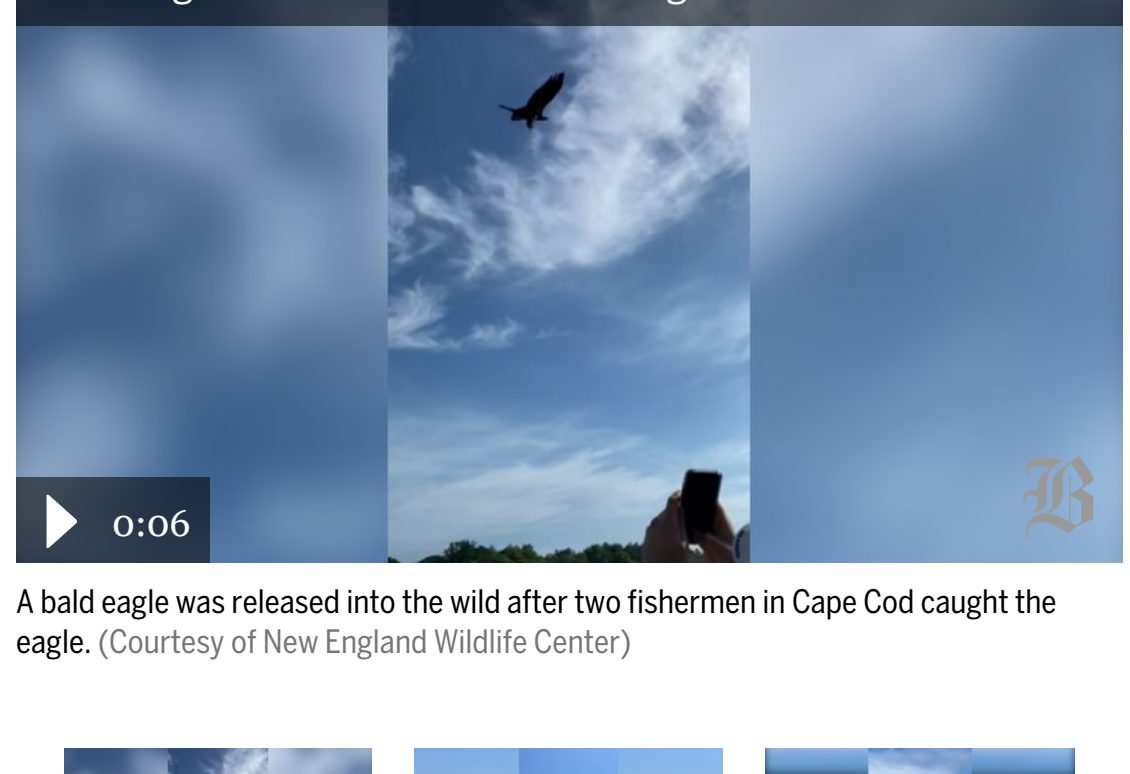 B
0:06
A bald eagle was released into the wild after two fishermen in Cape Cod caught the
eagle. (Courtesy of New England Wildlife Center)